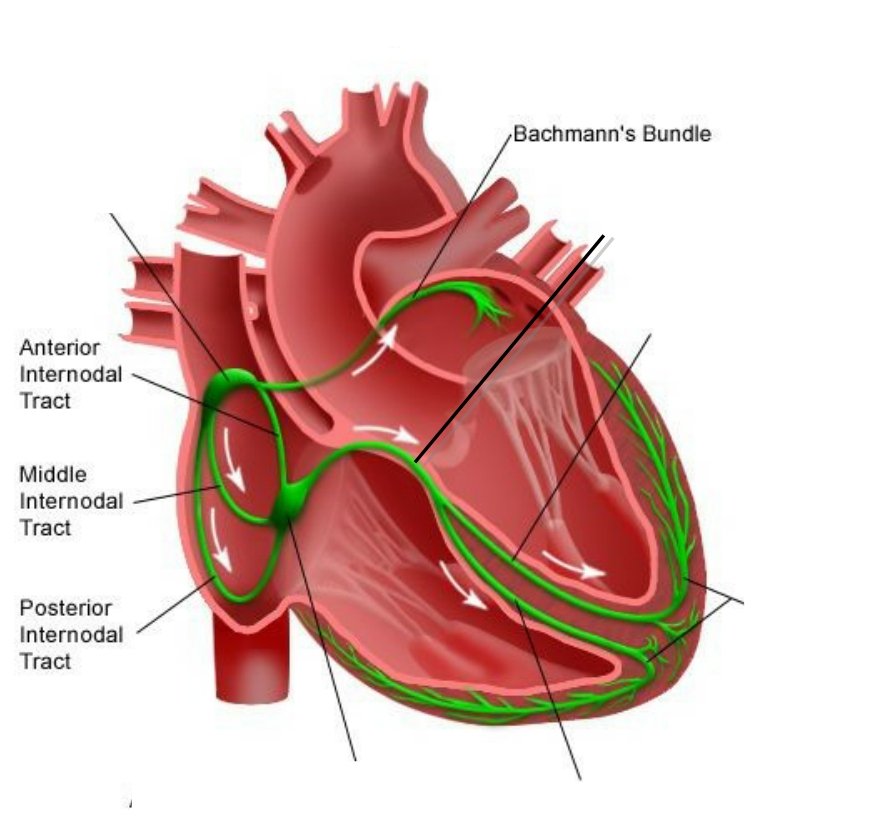 Bachmann's Bundle
Anterior
Internodal
Tract
Middle
Internodal
Tract
Posterior
Internodal
Tract